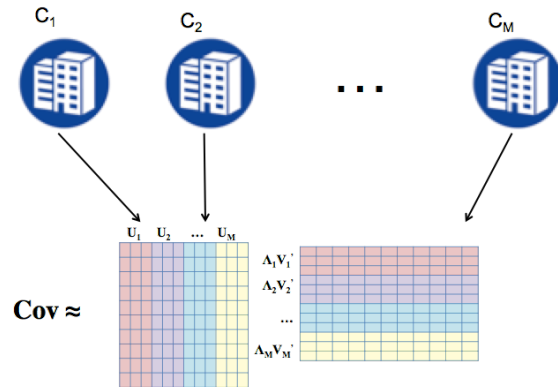 C1 C2 ... CM
U1 U2 ... UM
Λ1V1'
Λ2V2'
Cov ≈
...
ΛMVM'